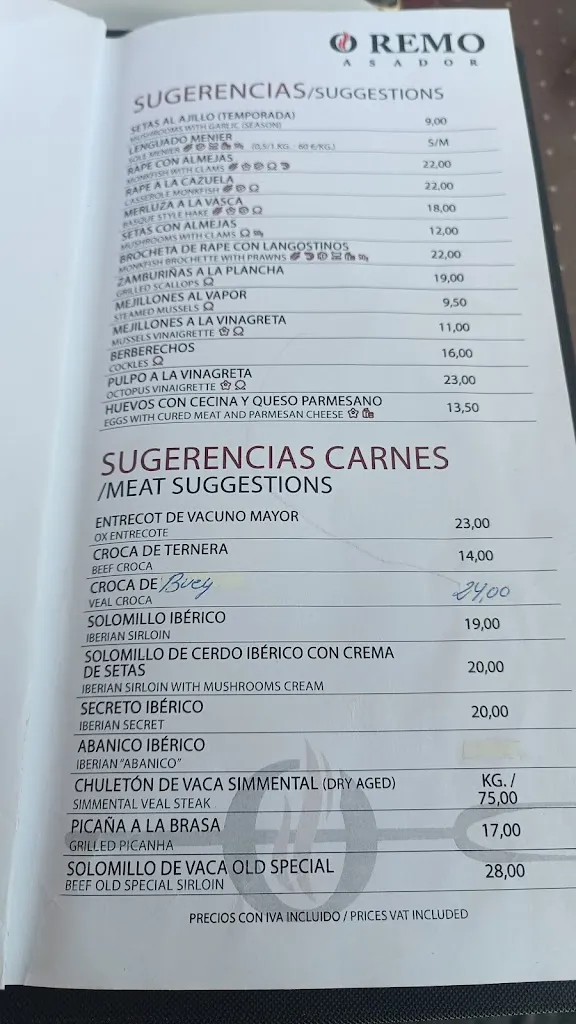 REMO
ASADOR
SUGERENCIAS/SUGGESTIONS
SETAS AL AJILLO (TEMPORADA) 9,00
MUSHROOMS WITH GARLIC (SEASON)
LENGUADO MENIER S/M
SOLE MENIER (0,5/1 KG. 60 €/KG.)
RAPE CON ALMEJAS 22,00
MONKFISH WITH CLAMS
RAPE A LA CAZUELA 22,00
CASSEROLE MONKFISH
MERLUZA A LA VASCA 18,00
BASQUE STYLE HAKE
SETAS CON ALMEJAS 12,00
MUSHROOMS WITH CLAMS
BROCHETA DE RAPE CON LANGOSTINOS 22,00
MONKFISH BROCHETTE WITH PRAWNS
ZAMBURIÑAS A LA PLANCHA 19,00
GRILLED SCALLOPS
MEJILLONES AL VAPOR 9,50
STEAMED MUSSELS
MEJILLONES A LA VINAGRETA 11,00
MUSSELS VINAIGRETTE
BERBERECHOS 16,00
COCKLES
PULPO A LA VINAGRETA 23,00
OCTOPUS VINAIGRETTE
HUEVOS CON CECINA Y QUESO PARMESANO 13,50
EGGS WITH CURED MEAT AND PARMESAN CHEESE
SUGERENCIAS CARNES
/MEAT SUGGESTIONS
ENTRECOT DE VACUNO MAYOR 23,00
OX ENTRECOTE
CROCA DE TERNERA 14,00
BEEF CROCA
CROCA DE Buey 24,00
VEAL CROCA
SOLOMILLO IBÉRICO 19,00
IBERIAN SIRLOIN
SOLOMILLO DE CERDO IBÉRICO CON CREMA
DE SETAS 20,00
IBERIAN SIRLOIN WITH MUSHROOMS CREAM
SECRETO IBÉRICO 20,00
IBERIAN SECRET
ABANICO IBÉRICO
IBERIAN "ABANICO"
CHULETÓN DE VACA SIMMENTAL (DRY AGED) KG. /
SIMMENTAL VEAL STEAK 75,00
PICAÑA A LA BRASA 17,00
GRILLED PICANHA
SOLOMILLO DE VACA OLD SPECIAL 28,00
BEEF OLD SPECIAL SIRLOIN
PRECIOS CON IVA INCLUIDO / PRICES VAT INCLUDED